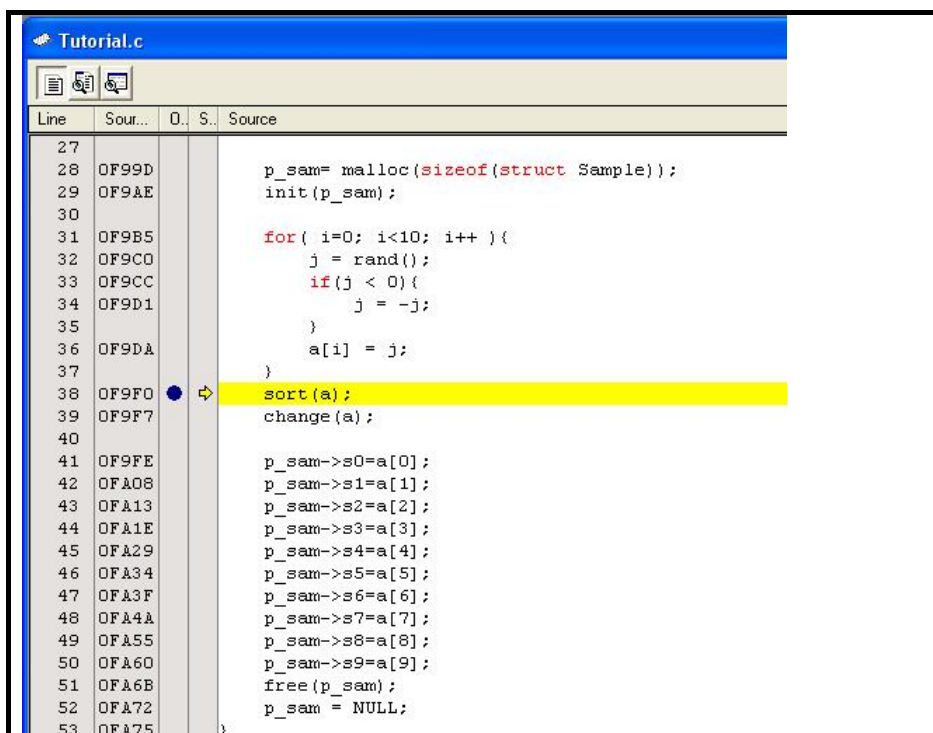 Tutorial.c
Line Sour... O.. S.. Source
27
28 0F99D p_sam= malloc(sizeof(struct Sample));
29 0F9AE init(p_sam);
30
31 0F9B5 for( i=0; i<10; i++ ){
32 0F9C0 j = rand();
33 0F9CC if(j < 0){
34 0F9D1 j = -j;
35 }
36 0F9DA a[i] = j;
37 }
38 0F9F0 sort(a);
39 0F9F7 change(a);
40
41 0F9FE p_sam->s0=a[0];
42 0FA08 p_sam->s1=a[1];
43 0FA13 p_sam->s2=a[2];
44 0FA1E p_sam->s3=a[3];
45 0FA29 p_sam->s4=a[4];
46 0FA34 p_sam->s5=a[5];
47 0FA3F p_sam->s6=a[6];
48 0FA4A p_sam->s7=a[7];
49 0FA55 p_sam->s8=a[8];
50 0FA60 p_sam->s9=a[9];
51 0FA6B free(p_sam);
52 0FA72 p_sam = NULL;
53 0FA75 }